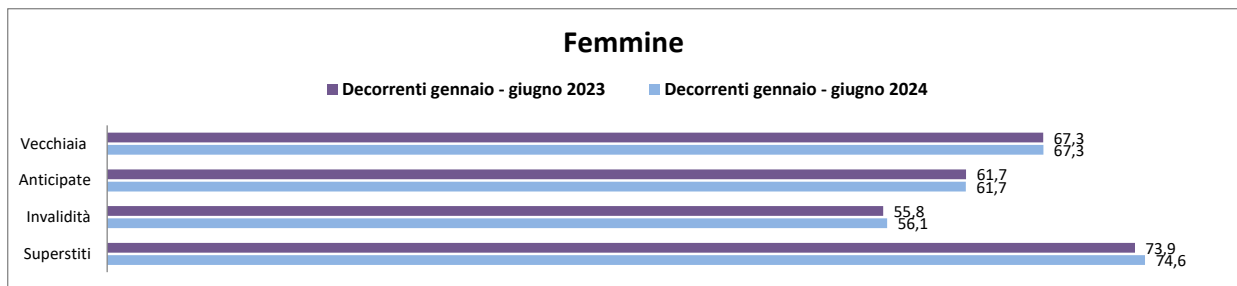 Femmine
Decorrenti gennaio - giugno 2023 Decorrenti gennaio - giugno 2024
Vecchiaia 67,3
67,3
Anticipate 61,7
61,7
Invalidità 55,8
56,1
Superstiti 73,9
74,6